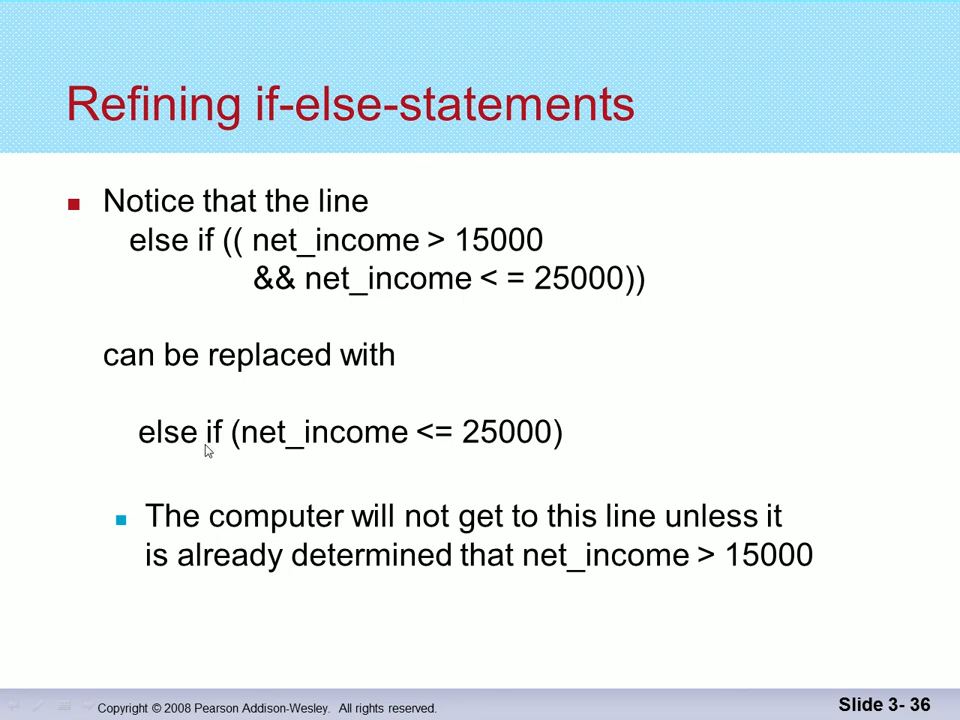 Refining if-else-statements
Notice that the line
else if (( net_income > 15000
&& net_income < = 25000))
can be replaced with
else if (net_income <= 25000)
The computer will not get to this line unless it
is already determined that net_income > 15000
Copyright © 2008 Pearson Addison-Wesley. All rights reserved.
Slide 3- 36